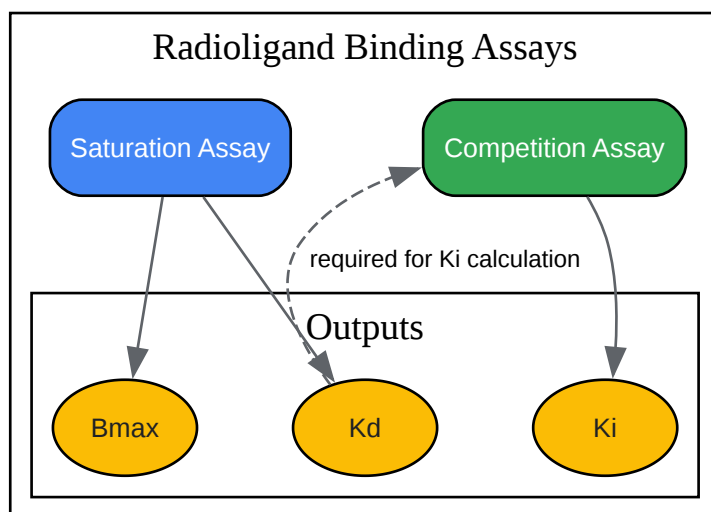 Radioligand Binding Assays
Saturation Assay
Competition Assay
required for Ki calculation
Outputs
Bmax
Kd
Ki